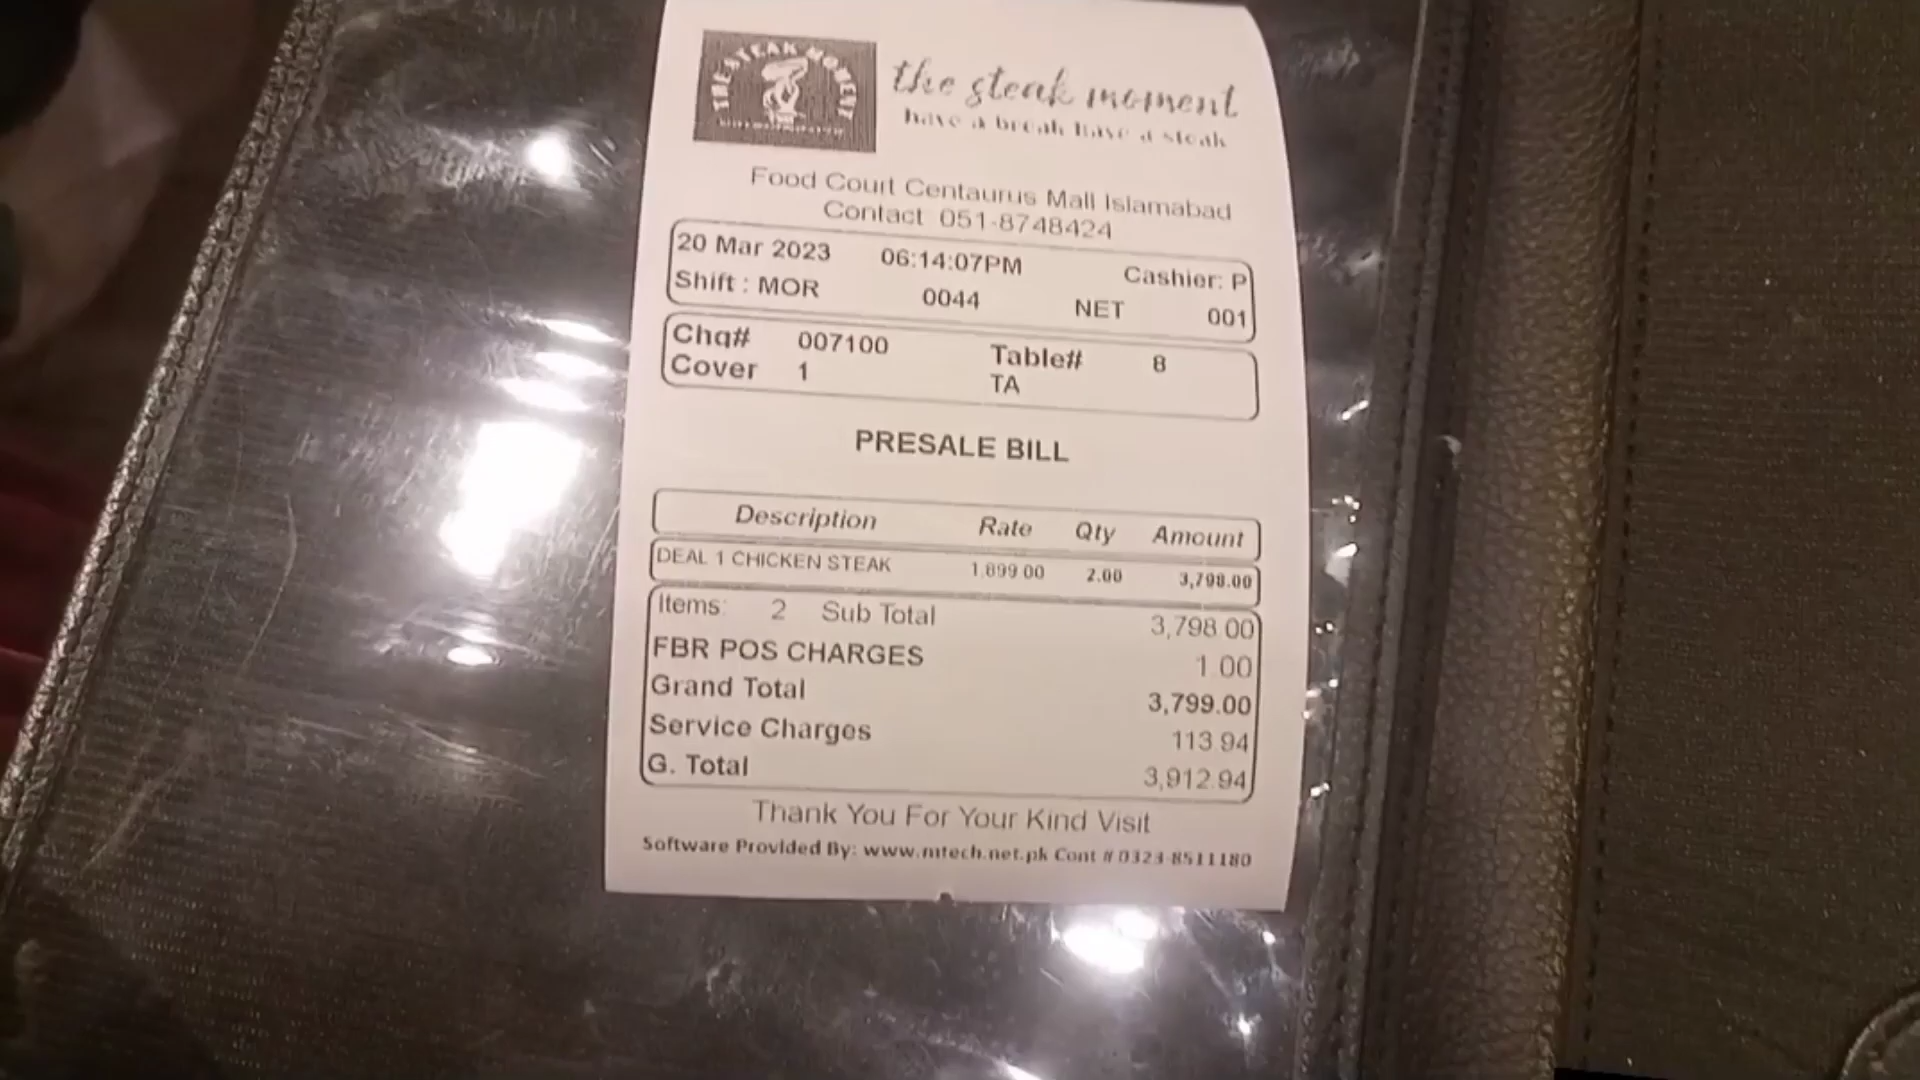 THE STEAK MOMENT
the steak moment
have a break have a steak
Food Court Centaurus Mall Islamabad
Contact 051-8748424
20 Mar 2023 06:14:07PM Cashier: P
Shift : MOR 0044 NET 001
Chq# 007100 Table# 8
Cover 1 TA
PRESALE BILL
Description Rate Qty Amount
DEAL 1 CHICKEN STEAK 1,899.00 2.00 3,798.00
Items: 2 Sub Total 3,798.00
FBR POS CHARGES 1.00
Grand Total 3,799.00
Service Charges 113.94
G. Total 3,912.94
Thank You For Your Kind Visit
Software Provided By: www.mtech.net.pk Cont # 0323-8511180